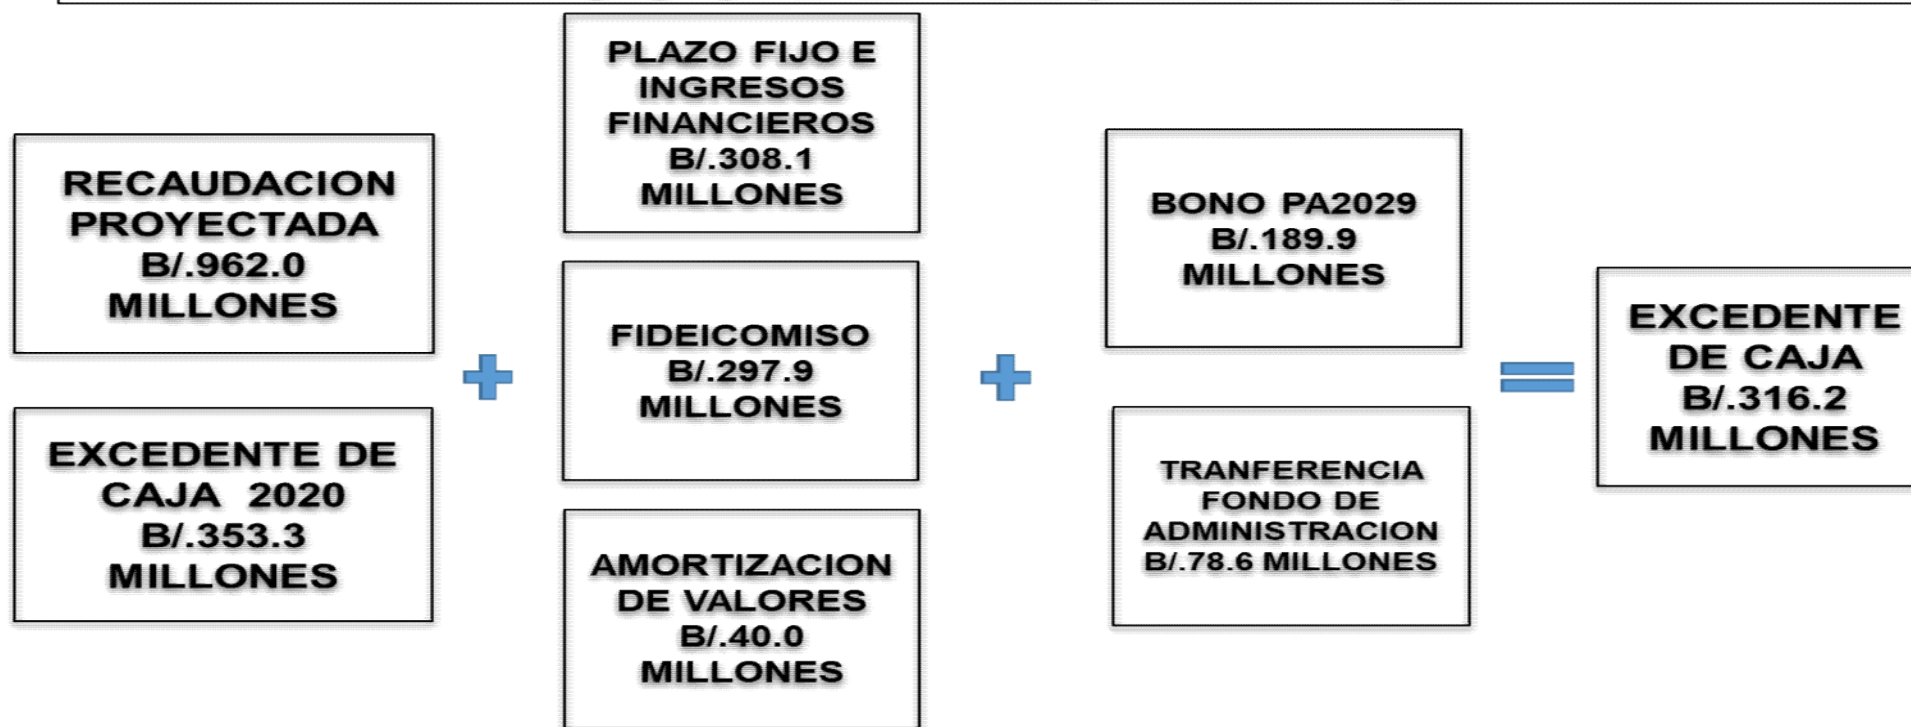 RECAUDACION
PROYECTADA
B/.962.0
MILLONES
EXCEDENTE DE
CAJA 2020
B/.353.3
MILLONES
+
PLAZO FIJO E
INGRESOS
FINANCIEROS
B/.308.1
MILLONES
FIDEICOMISO
B/.297.9
MILLONES
AMORTIZACION
DE VALORES
B/.40.0
MILLONES
+
BONO PA2029
B/.189.9
MILLONES
TRANFERENCIA
FONDO DE
ADMINISTRACION
B/.78.6 MILLONES
=
EXCEDENTE
DE CAJA
B/.316.2
MILLONES